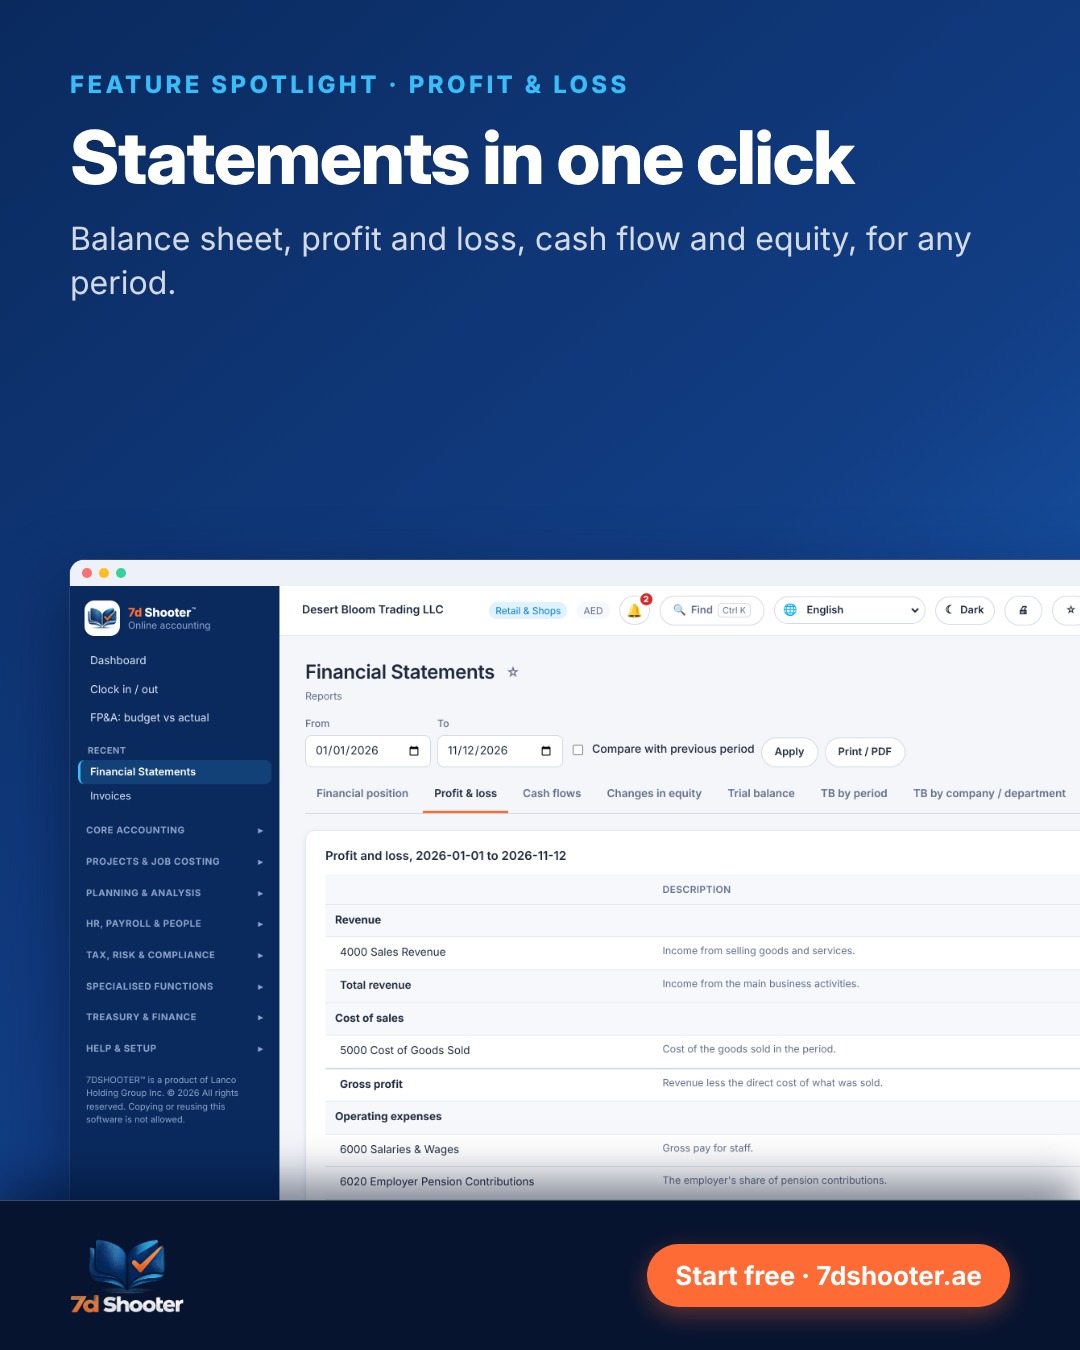 FEATURE SPOTLIGHT · PROFIT & LOSS
Statements in one click
Balance sheet, profit and loss, cash flow and equity, for any
period.
7d Shooter™
Online accounting
Dashboard
Clock in / out
FP&A: budget vs actual
RECENT
Financial Statements
Invoices
CORE ACCOUNTING
PROJECTS & JOB COSTING
PLANNING & ANALYSIS
HR, PAYROLL & PEOPLE
TAX, RISK & COMPLIANCE
SPECIALISED FUNCTIONS
TREASURY & FINANCE
HELP & SETUP
7DSHOOTER™ is a product of Lanco
Holding Group Inc. © 2026 All rights
reserved. Copying or reusing this
software is not allowed.
Desert Bloom Trading LLC
Retail & Shops
AED
2
Find Ctrl K
English
Dark
Financial Statements
Reports
From
To
01/01/2026
11/12/2026
Compare with previous period
Apply
Print / PDF
Financial position
Profit & loss
Cash flows
Changes in equity
Trial balance
TB by period
TB by company / department
Profit and loss, 2026-01-01 to 2026-11-12
DESCRIPTION
Revenue
4000 Sales Revenue
Income from selling goods and services.
Total revenue
Income from the main business activities.
Cost of sales
5000 Cost of Goods Sold
Cost of the goods sold in the period.
Gross profit
Revenue less the direct cost of what was sold.
Operating expenses
6000 Salaries & Wages
Gross pay for staff.
6020 Employer Pension Contributions
The employer's share of pension contributions.
7d Shooter
Start free · 7dshooter.ae